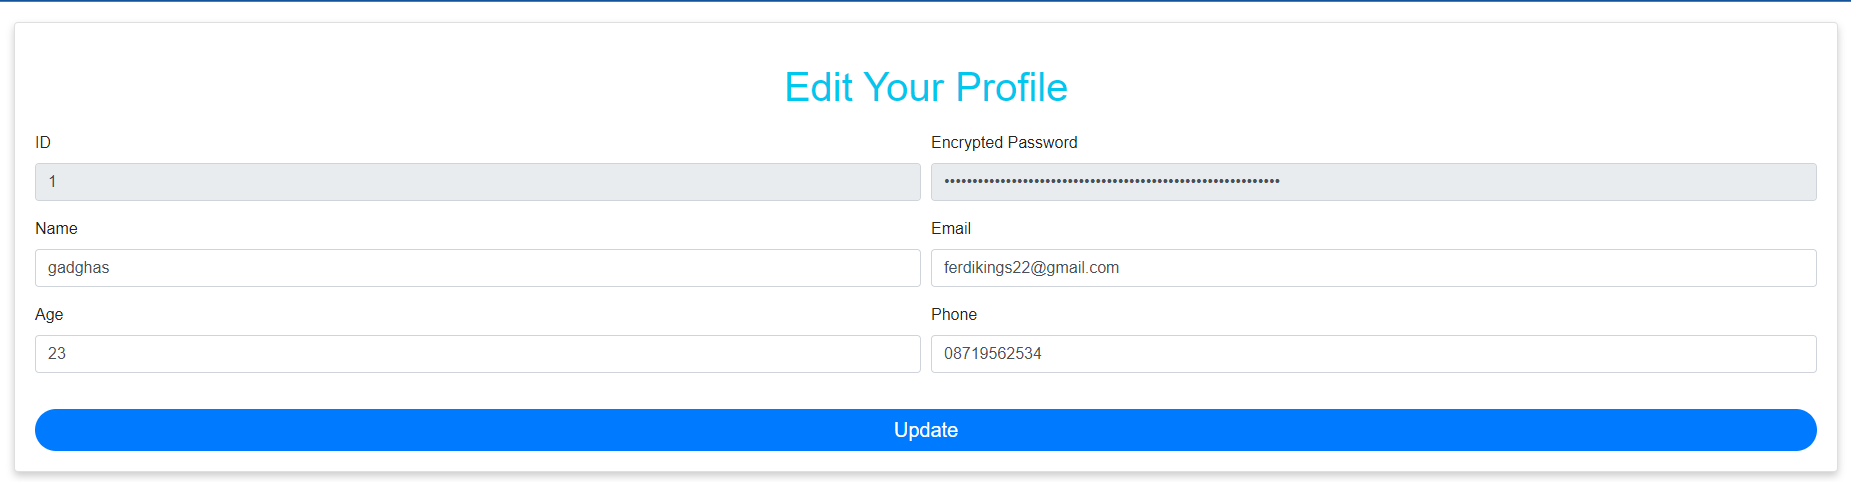 Edit Your Profile
ID
Encrypted Password
1
••••••••••••••••••••••••••••••••••••••••••••••••••••••••••••
Name
Email
gadghas
ferdikings22@gmail.com
Age
Phone
23
08719562534
Update